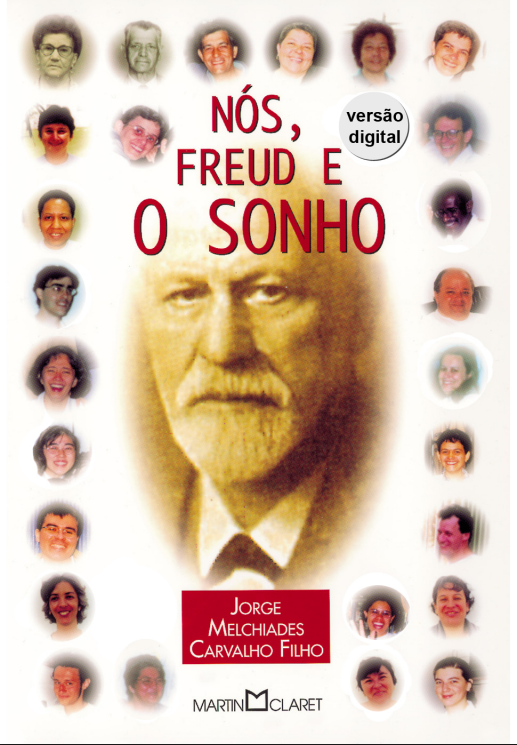 NÓS,
versão
digital
FREUD E
O SONHO
JORGE
MELCHIADES
CARVALHO FILHO
MARTIN CLARET